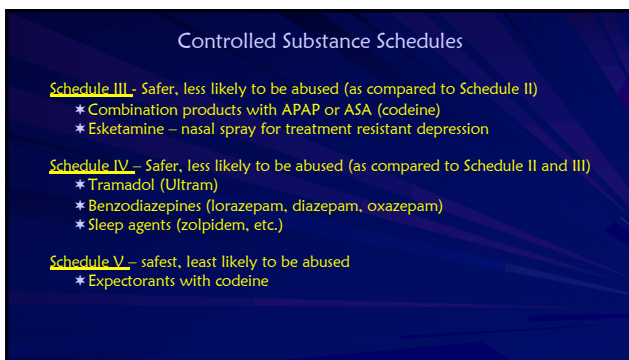 Controlled Substance Schedules
Schedule III - Safer, less likely to be abused (as compared to Schedule II)
✶Combination products with APAP or ASA (codeine)
✶Esketamine – nasal spray for treatment resistant depression
Schedule IV – Safer, less likely to be abused (as compared to Schedule II and III)
✶Tramadol (Ultram)
✶Benzodiazepines (lorazepam, diazepam, oxazepam)
✶Sleep agents (zolpidem, etc.)
Schedule V – safest, least likely to be abused
✶Expectorants with codeine